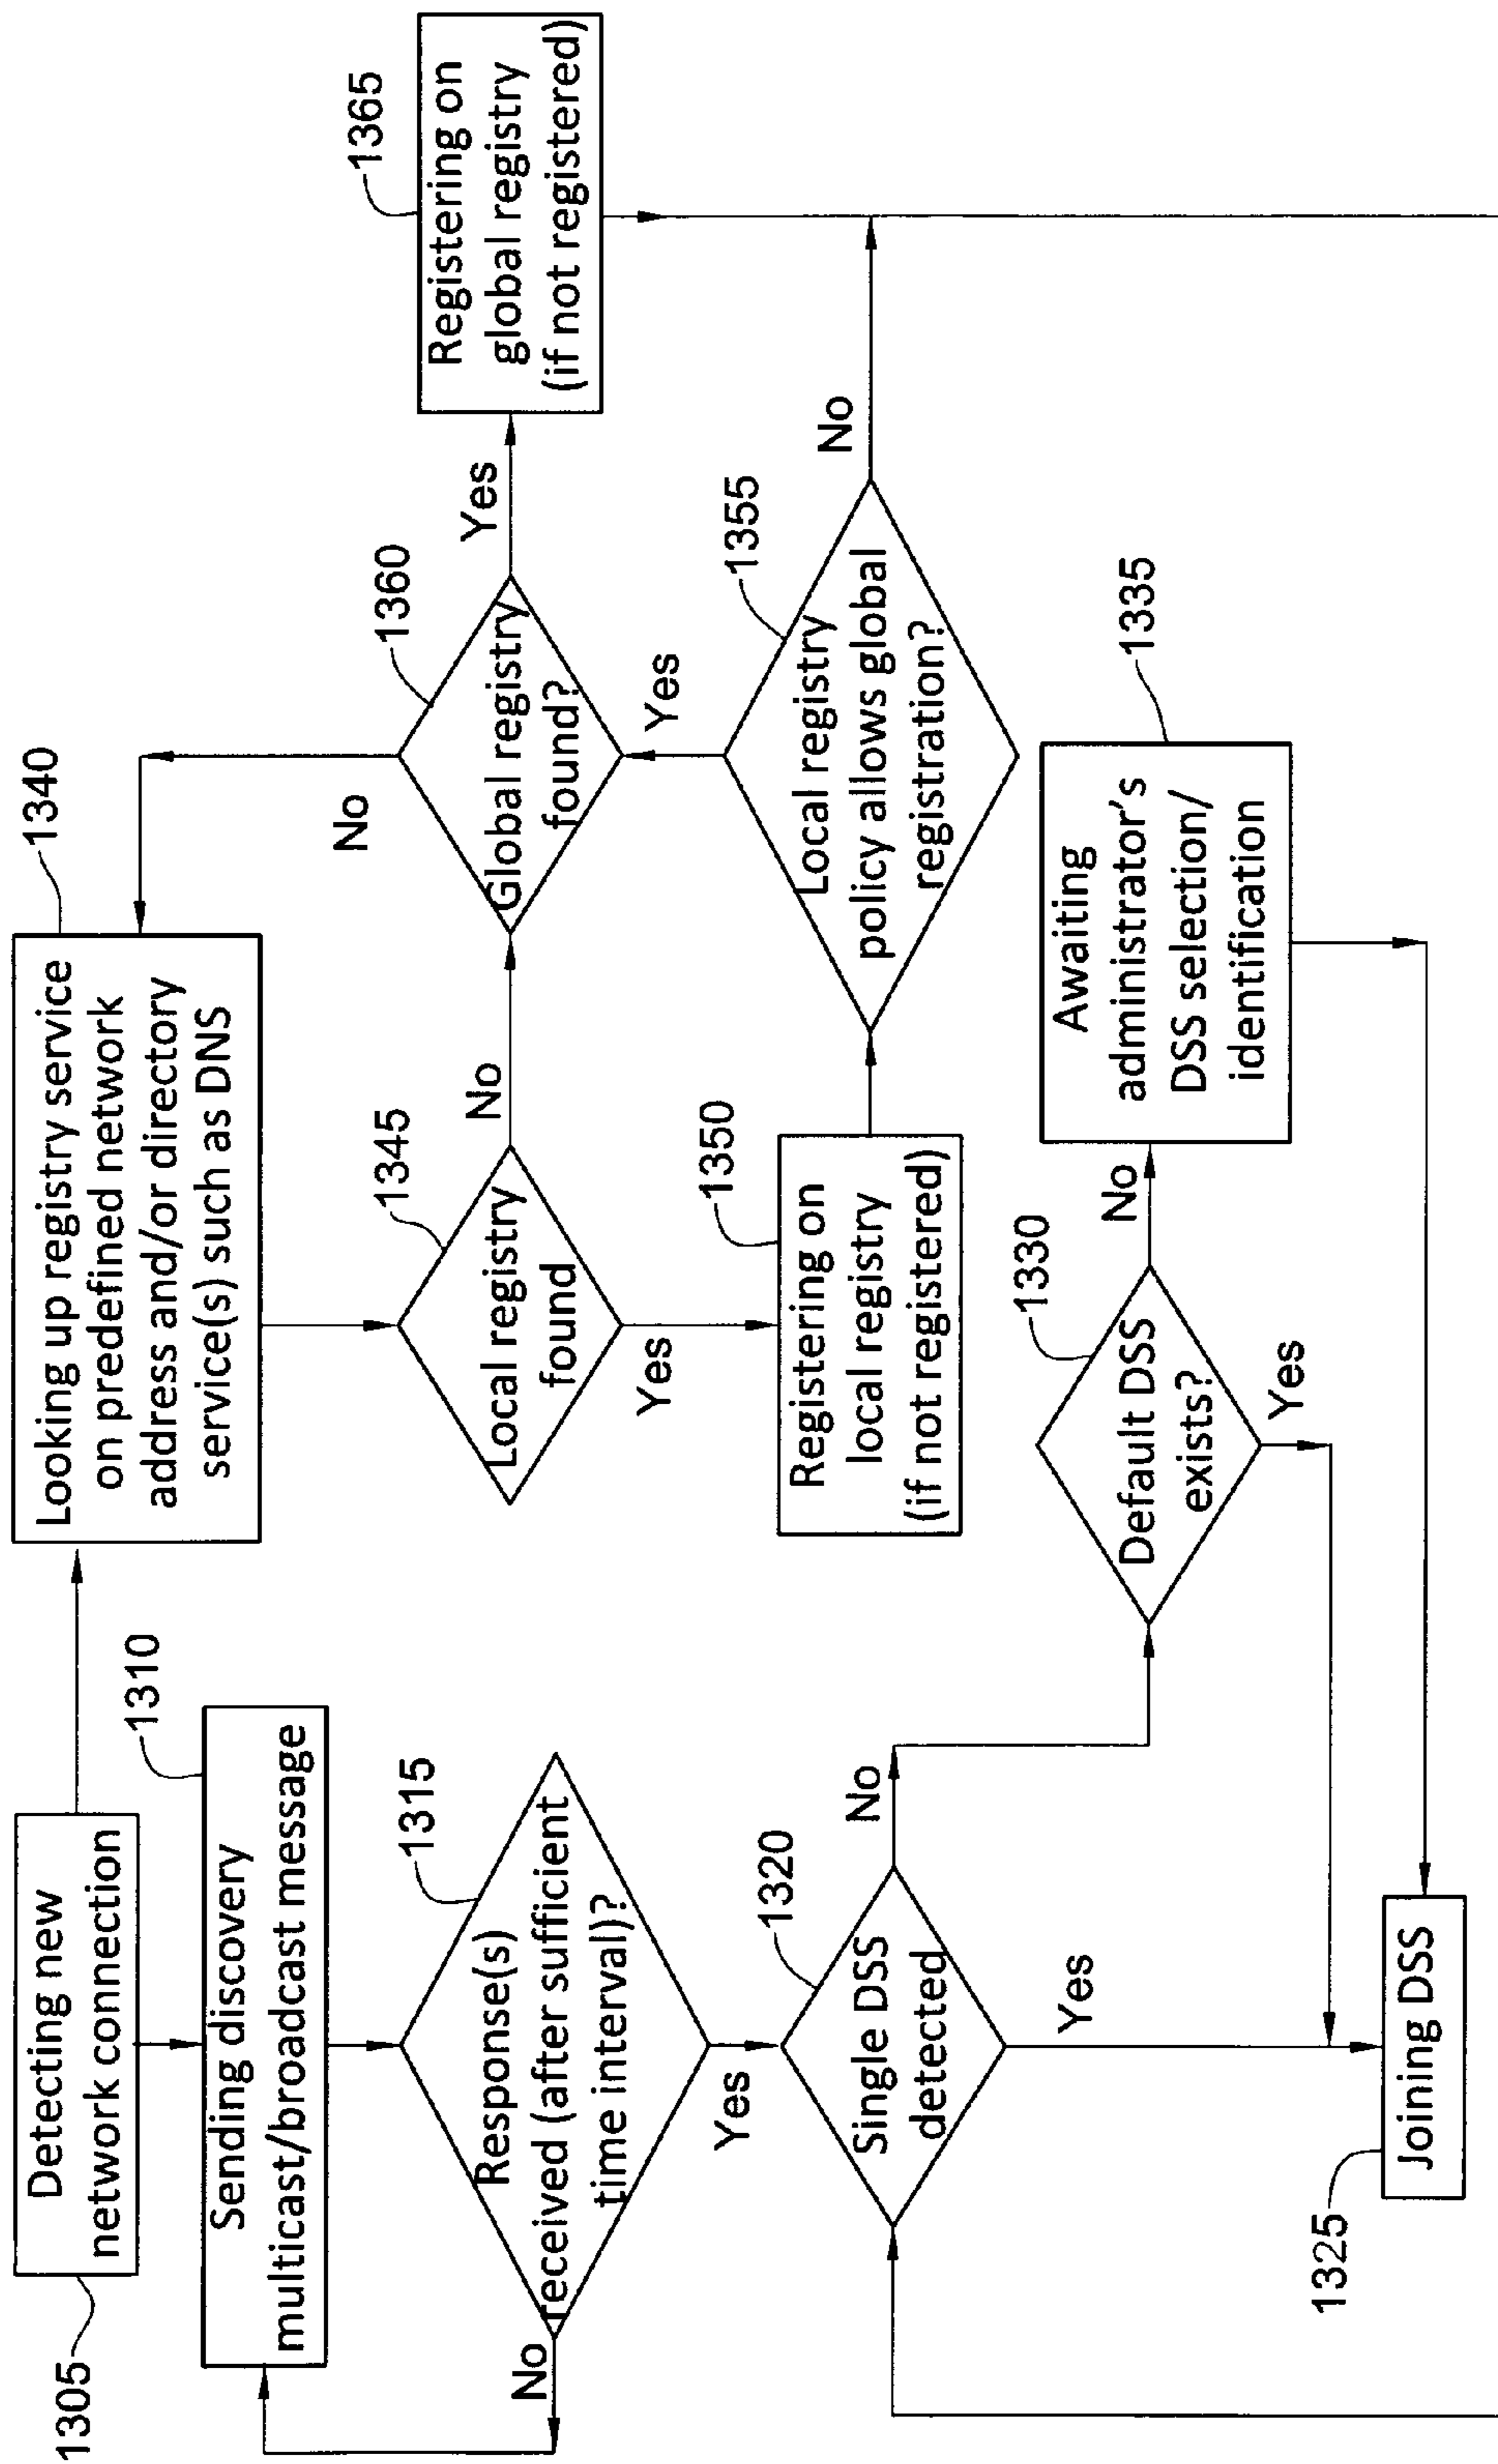 1305
Detecting new
network connection
1310
Sending discovery
multicast/broadcast message
1315
Response(s)
received (after sufficient
time interval)?
No
Yes
1320
Single DSS
detected
No
Yes
1325
Joining DSS
1330
Default DSS
exists?
No
Yes
1335
Awaiting
administrator's
DSS selection/
identification
1340
Looking up registry service
on predefined network
address and/or directory
service(s) such as DNS
1345
Local registry
found
No
Yes
1350
Registering on
local registry
(if not registered)
1355
Local registry
policy allows global
registration?
Yes
No
1360
Global registry
found?
No
Yes
1365
Registering on
global registry
(if not registered)